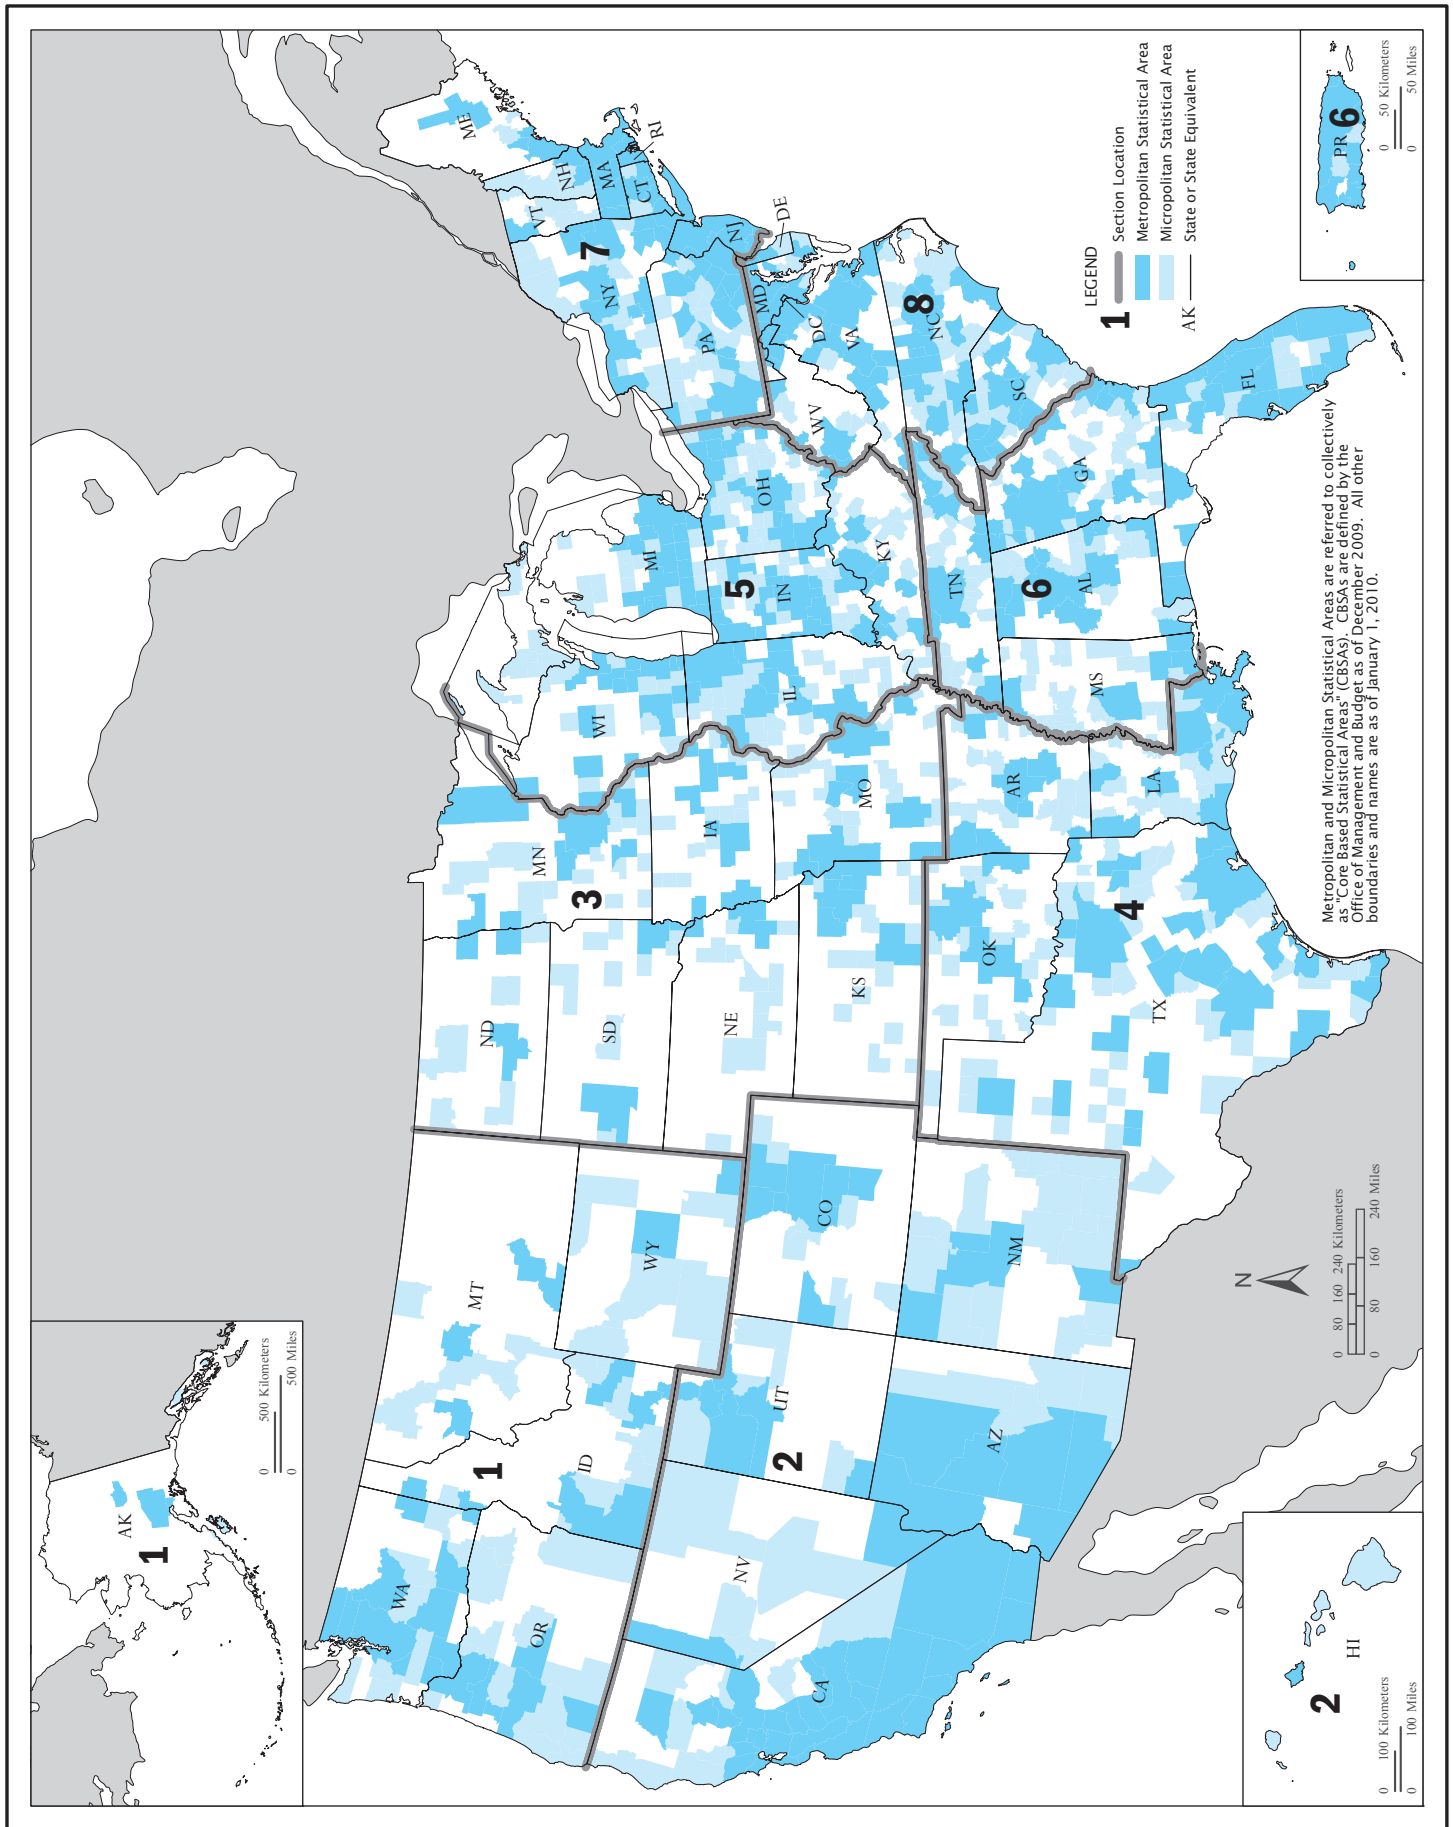 AK
1
0 500 Kilometers
0 500 Miles
WA
OR
ID
MT
WY
1
NV
UT
CO
CA
AZ
NM
2
ND
SD
NE
KS
MN
IA
MO
3
OK
TX
AR
LA
4
WI
MI
IL
IN
OH
KY
5
TN
MS
AL
GA
FL
6
ME
NH
VT
MA
RI
CT
NY
NJ
PA
7
DE
MD
DC
VA
WV
NC
SC
8
HI
2
0 100 Kilometers
0 100 Miles
N
0 80 160 240 Kilometers
0 80 160 240 Miles
Metropolitan and Micropolitan Statistical Areas are referred to collectively
as "Core Based Statistical Areas" (CBSAs). CBSAs are defined by the
Office of Management and Budget as of December 2009. All other
boundaries and names are as of January 1, 2010.
LEGEND
1 Section Location
Metropolitan Statistical Area
Micropolitan Statistical Area
AK State or State Equivalent
PR
6
0 50 Kilometers
0 50 Miles